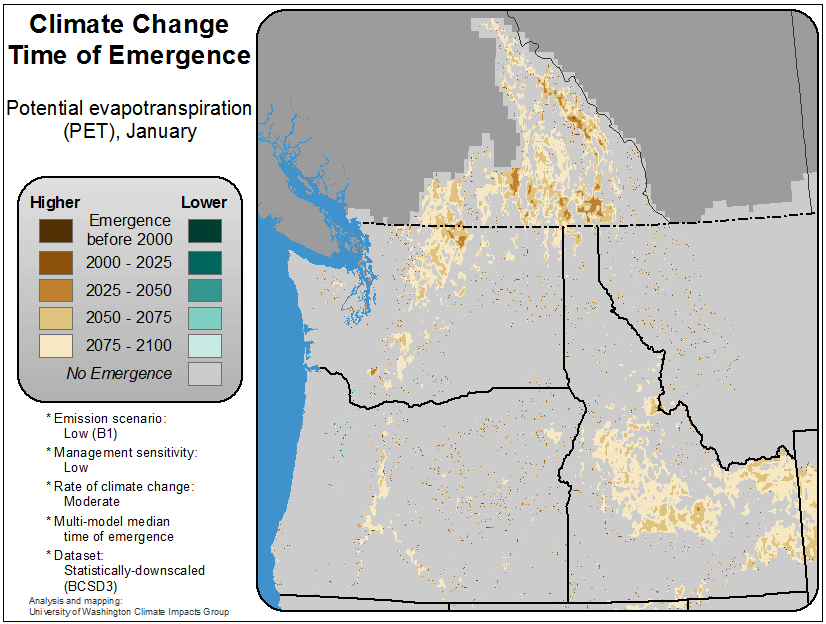 Climate Change
Time of Emergence
Potential evapotranspiration
(PET), January
Higher Lower
Emergence
before 2000
2000 - 2025
2025 - 2050
2050 - 2075
2075 - 2100
No Emergence
* Emission scenario:
Low (B1)
* Management sensitivity:
Low
* Rate of climate change:
Moderate
* Multi-model median
time of emergence
* Dataset:
Statistically-downscaled
(BCSD3)
Analysis and mapping:
University of Washington Climate Impacts Group